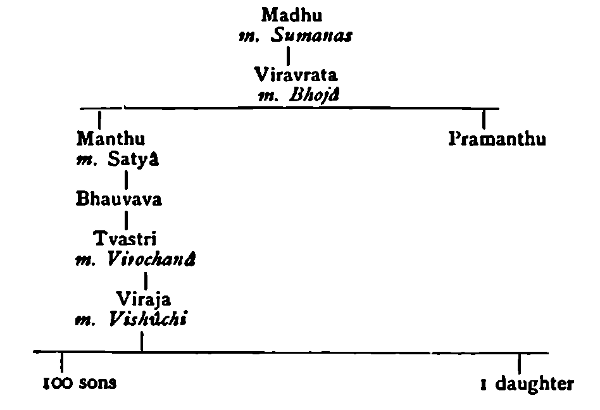 Madhu
m. Sumanas
Viravrata
m. Bhojâ
Manthu
m. Satyâ
Pramanthu
Bhauvava
Tvastri
m. Virochanâ
Viraja
m. Vishûchi
100 sons
1 daughter